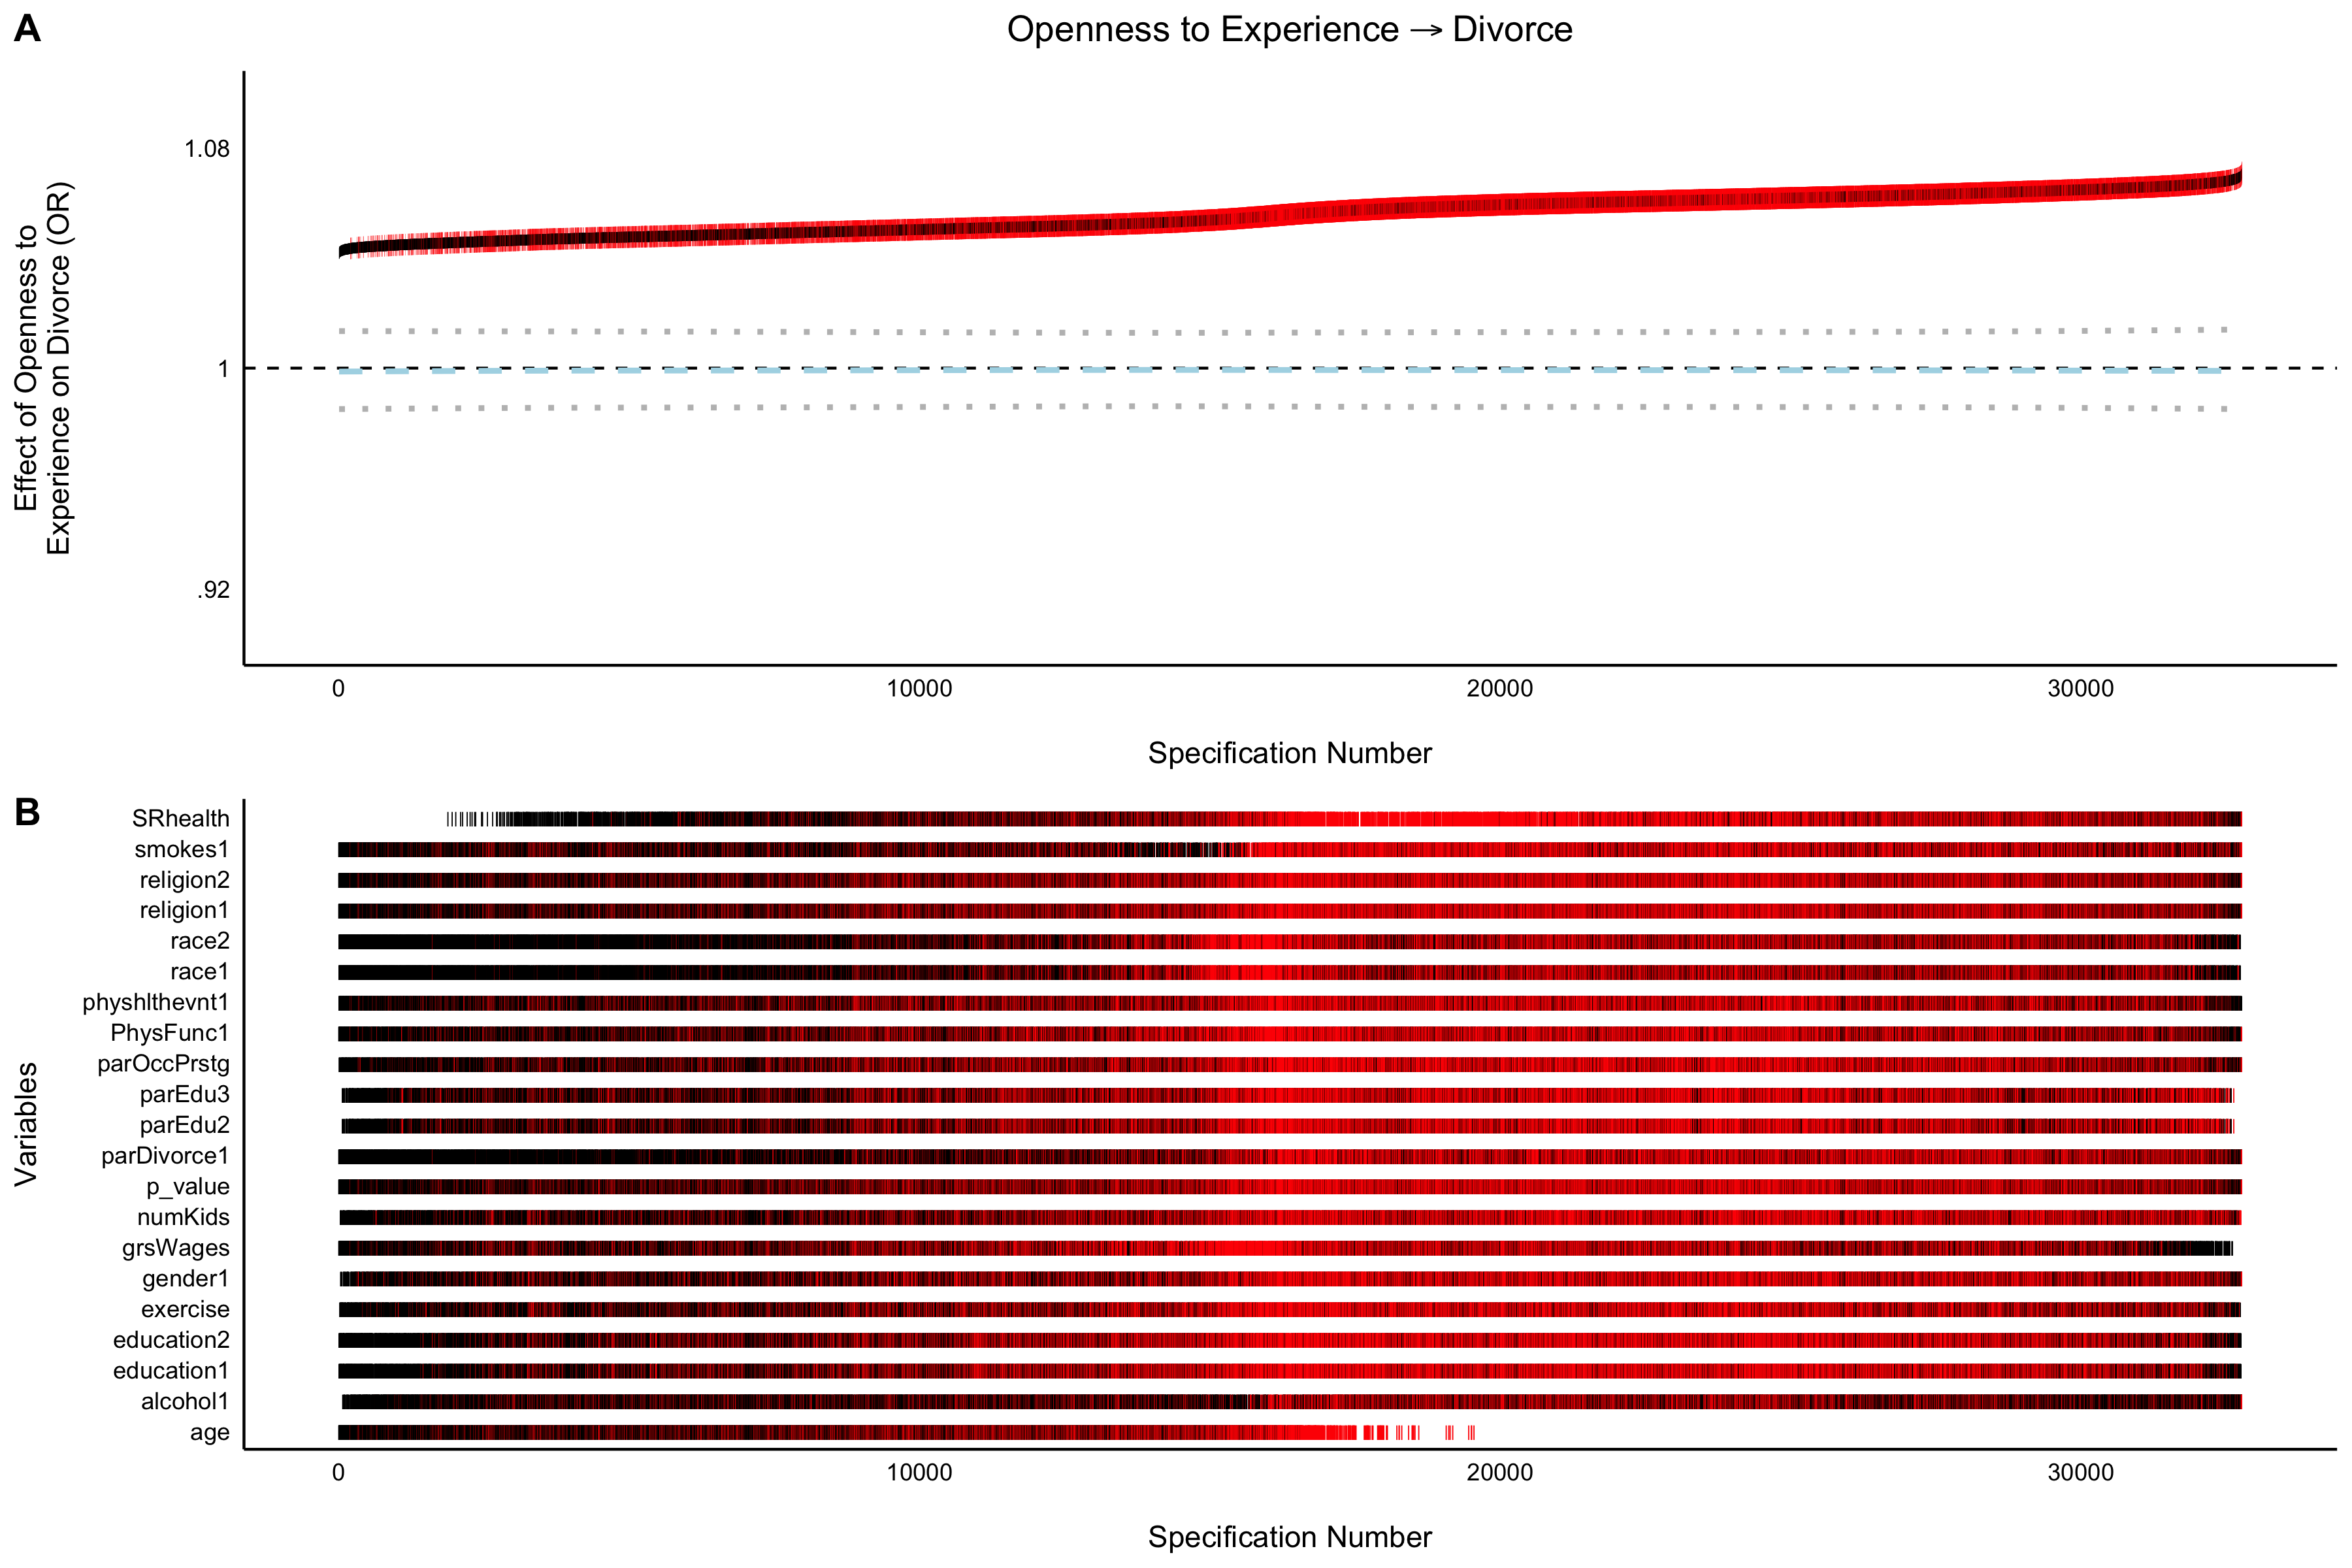 A
Openness to Experience → Divorce
Effect of Openness to
Experience on Divorce (OR)
1.08
1
.92
0 10000 20000 30000
Specification Number
B
Variables
SRhealth
smokes1
religion2
religion1
race2
race1
physhlthevnt1
PhysFunc1
parOccPrstg
parEdu3
parEdu2
parDivorce1
p_value
numKids
grsWages
gender1
exercise
education2
education1
alcohol1
age
0 10000 20000 30000
Specification Number